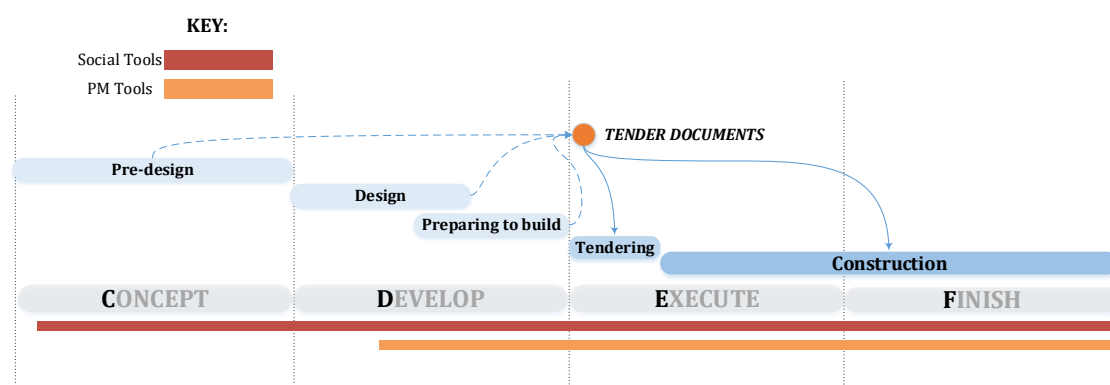 KEY:
Social Tools
PM Tools
TENDER DOCUMENTS
Pre-design
Design
Preparing to build
Tendering
Construction
CONCEPT
DEVELOP
EXECUTE
FINISH